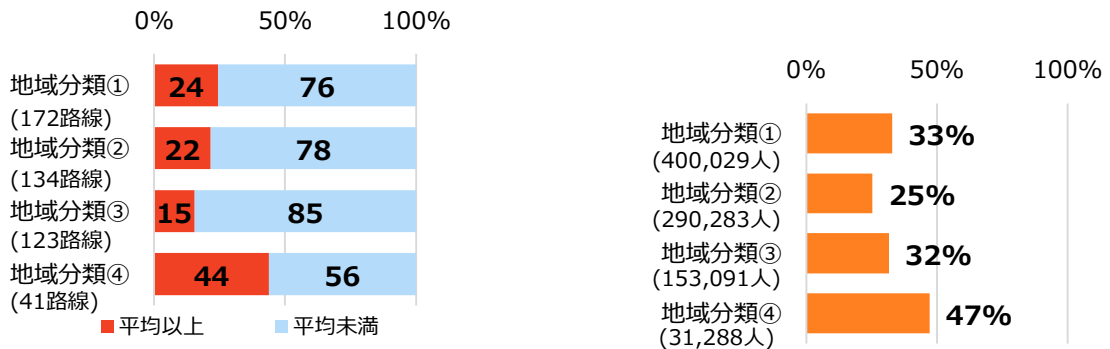 0% 50% 100%
地域分類① 24 76
(172路線)
地域分類② 22 78
(134路線)
地域分類③ 15 85
(123路線)
地域分類④ 44 56
(41路線)
平均以上 平均未満
0% 50% 100%
地域分類① 33%
(400,029人)
地域分類② 25%
(290,283人)
地域分類③ 32%
(153,091人)
地域分類④ 47%
(31,288人)